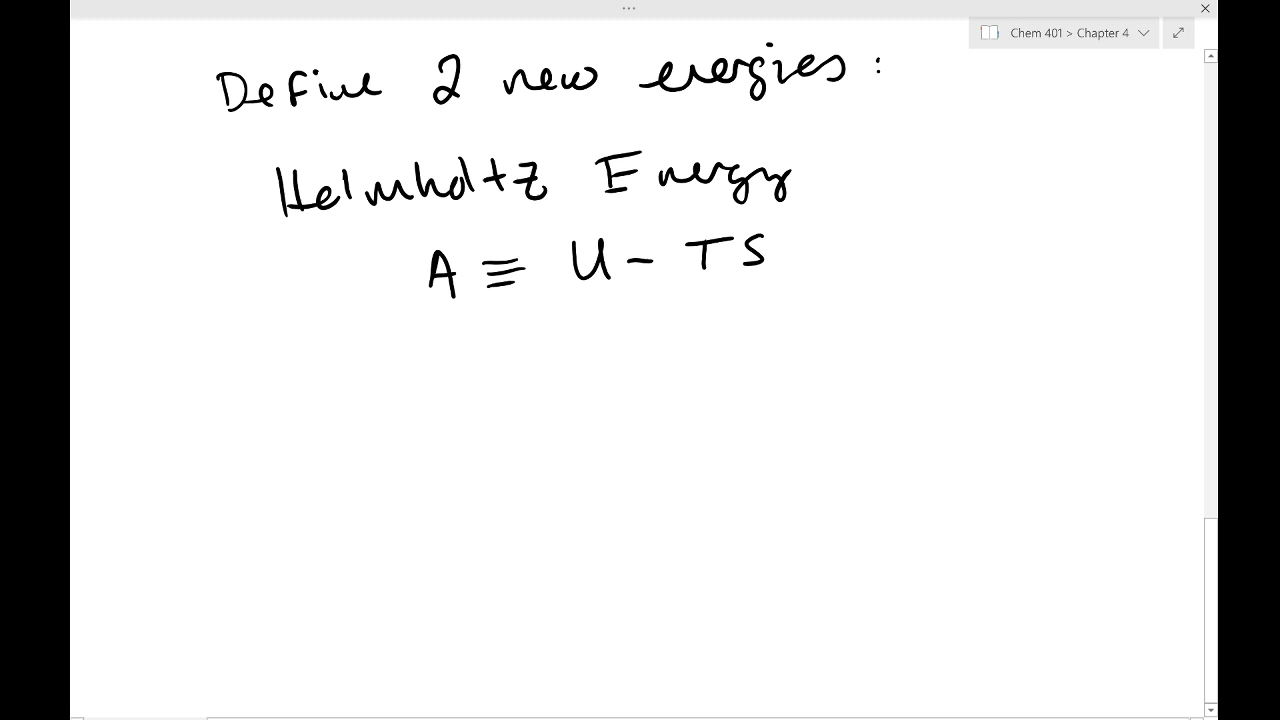 Chem 401 > Chapter 4
Define 2 new energies:
Helmholtz Energy
A ≡ U - TS